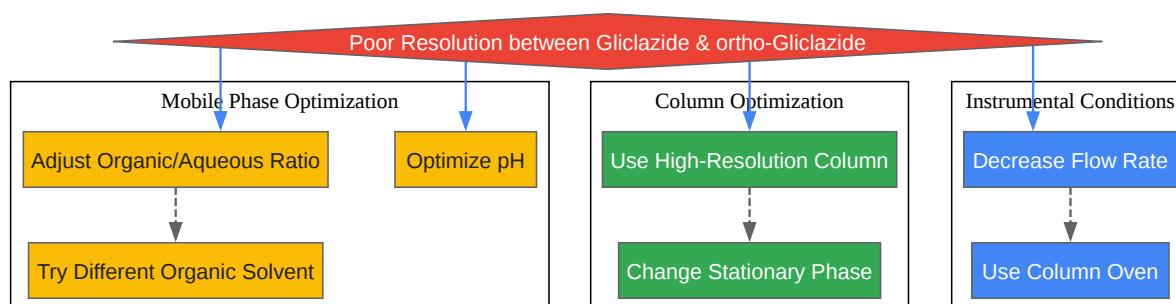 Poor Resolution between Gliclazide & ortho-Gliclazide
Mobile Phase Optimization
Column Optimization
Instrumental Conditions
Adjust Organic/Aqueous Ratio
Optimize pH
Use High-Resolution Column
Decrease Flow Rate
Try Different Organic Solvent
Change Stationary Phase
Use Column Oven